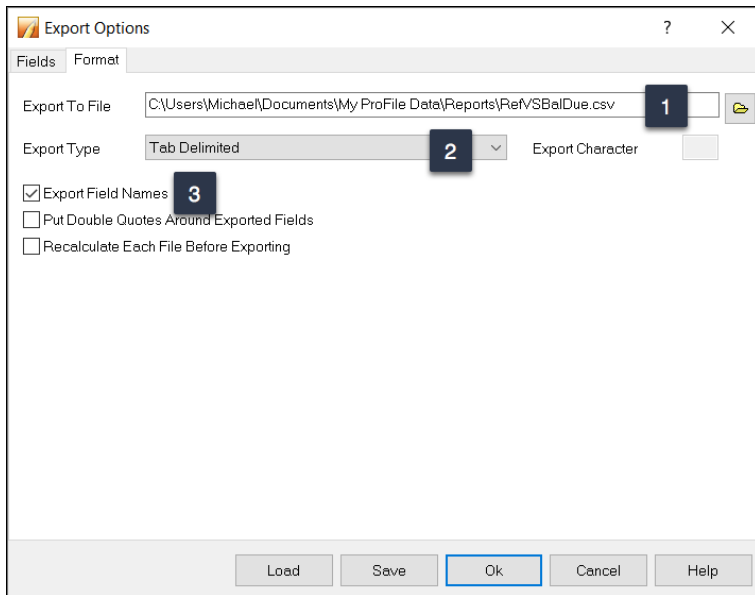 Export Options
Fields Format
Export To File C:\Users\Michael\Documents\My ProFile Data\Reports\RefVSBalDue.csv 1
Export Type Tab Delimited 2 Export Character
Export Field Names 3
Put Double Quotes Around Exported Fields
Recalculate Each File Before Exporting
Load Save Ok Cancel Help